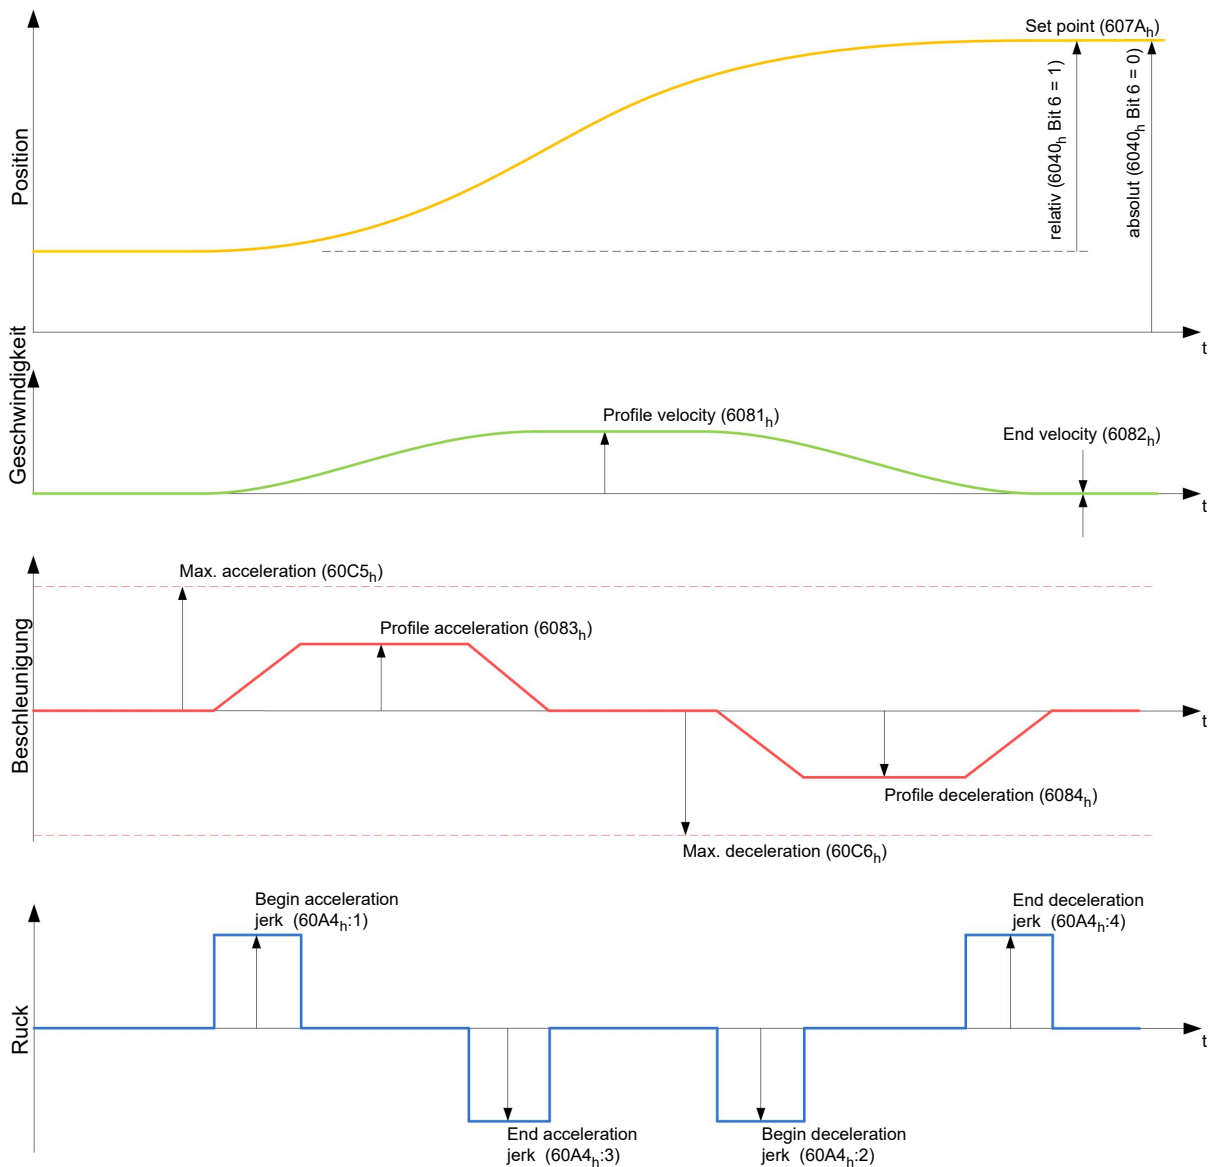 Position
Set point (607Ah)
relativ (6040h Bit 6 = 1)
absolut (6040h Bit 6 = 0)
t
Geschwindigkeit
Profile velocity (6081h)
End velocity (6082h)
t
Beschleunigung
Max. acceleration (60C5h)
Profile acceleration (6083h)
t
Profile deceleration (6084h)
Max. deceleration (60C6h)
Ruck
Begin acceleration
jerk (60A4h:1)
End deceleration
jerk (60A4h:4)
t
End acceleration
jerk (60A4h:3)
Begin deceleration
jerk (60A4h:2)